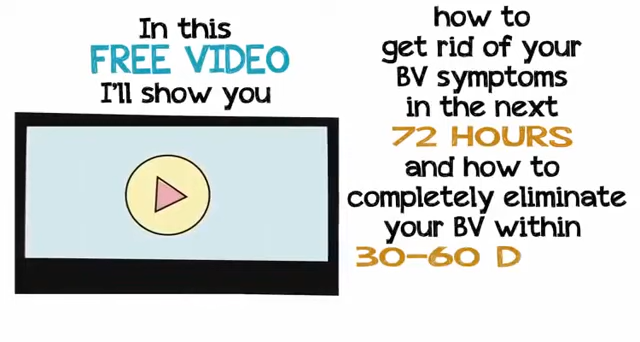 In this
FREE VIDEO
I'll show you
how to
get rid of your
BV symptoms
in the next
72 HOURS
and how to
completely eliminate
your BV within
30-60 D